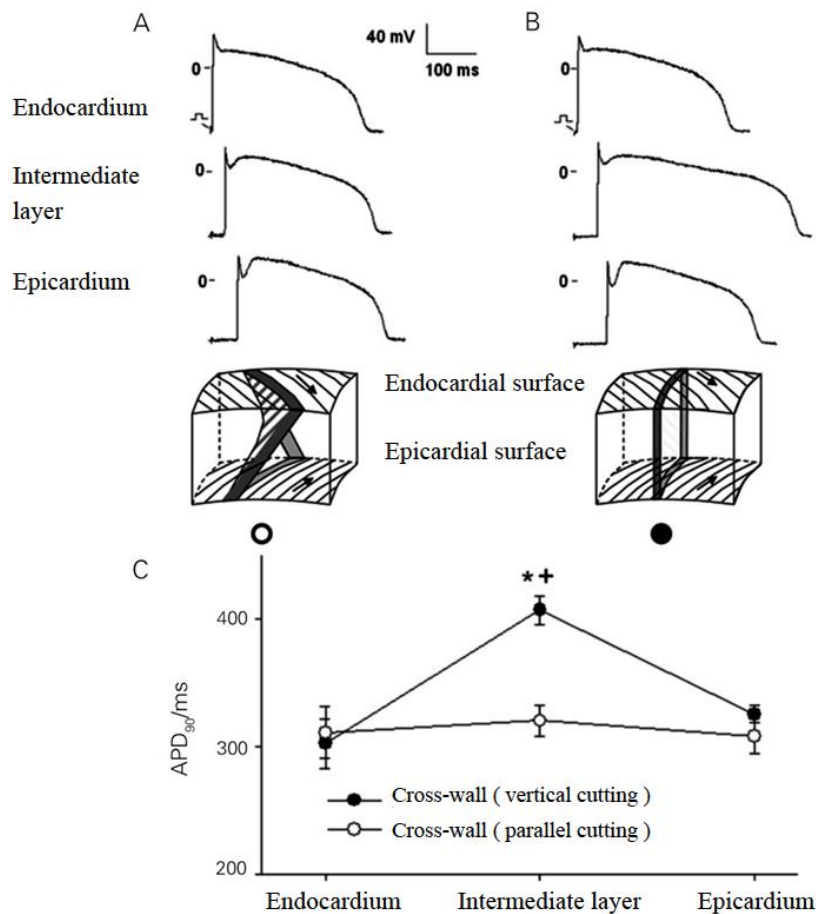 A
B
40 mV
100 ms
0
0
Endocardium
Intermediate
layer
0
0
Epicardium
0
0
Endocardial surface
Epicardial surface
C
*+
400
300
200
APD90/ms
Cross-wall ( vertical cutting )
Cross-wall ( parallel cutting )
Endocardium Intermediate layer Epicardium